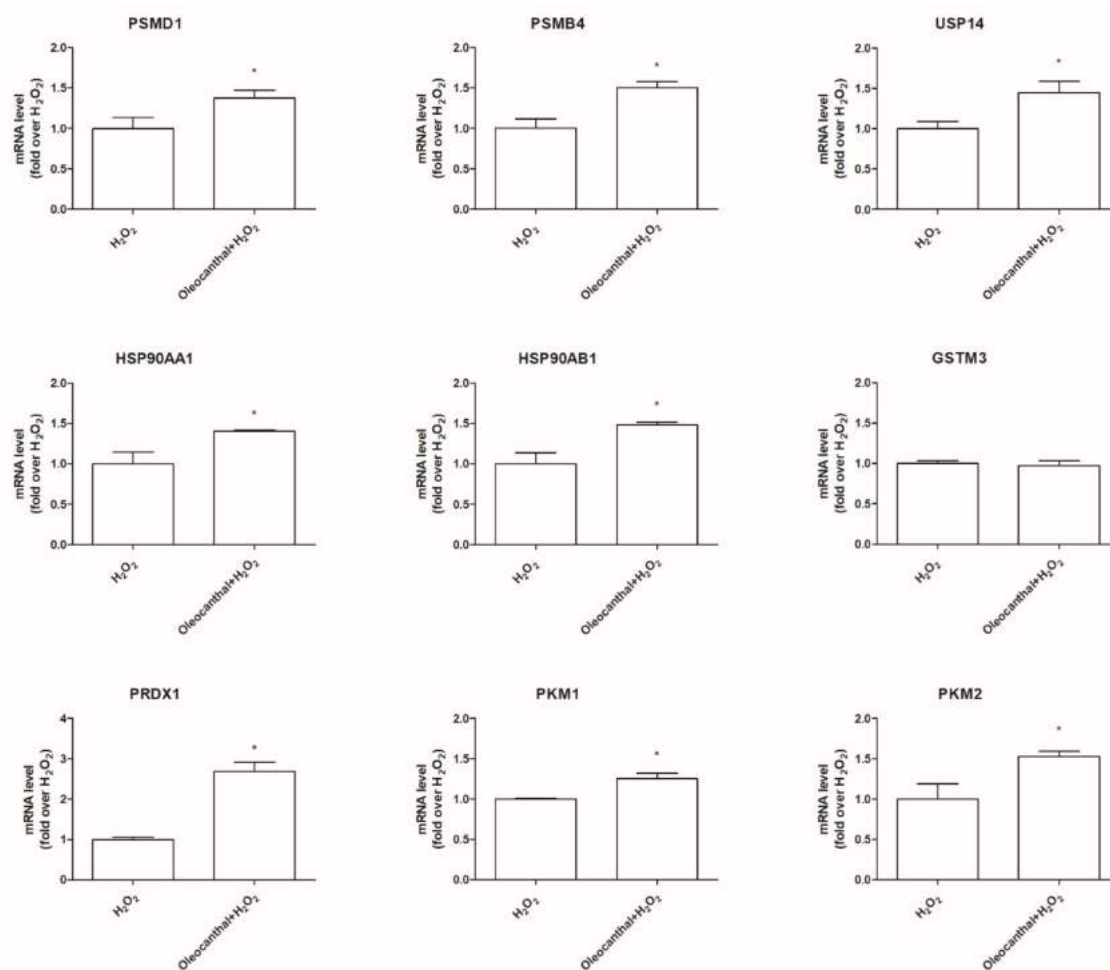 PSMD1
mRNA level
(fold over H₂O₂)
2.0
1.5
1.0
0.5
0.0
H₂O₂
Oleocanthal+H₂O₂
*
PSMB4
mRNA level
(fold over H₂O₂)
2.0
1.5
1.0
0.5
0.0
H₂O₂
Oleocanthal+H₂O₂
*
USP14
mRNA level
(fold over H₂O₂)
2.0
1.5
1.0
0.5
0.0
H₂O₂
Oleocanthal+H₂O₂
*
HSP90AA1
mRNA level
(fold over H₂O₂)
2.0
1.5
1.0
0.5
0.0
H₂O₂
Oleocanthal+H₂O₂
*
HSP90AB1
mRNA level
(fold over H₂O₂)
2.0
1.5
1.0
0.5
0.0
H₂O₂
Oleocanthal+H₂O₂
*
GSTM3
mRNA level
(fold over H₂O₂)
2.0
1.5
1.0
0.5
0.0
H₂O₂
Oleocanthal+H₂O₂
PRDX1
mRNA level
(fold over H₂O₂)
4
3
2
1
0
H₂O₂
Oleocanthal+H₂O₂
*
PKM1
mRNA level
(fold over H₂O₂)
2.0
1.5
1.0
0.5
0.0
H₂O₂
Oleocanthal+H₂O₂
*
PKM2
mRNA level
(fold over H₂O₂)
2.0
1.5
1.0
0.5
0.0
H₂O₂
Oleocanthal+H₂O₂
*